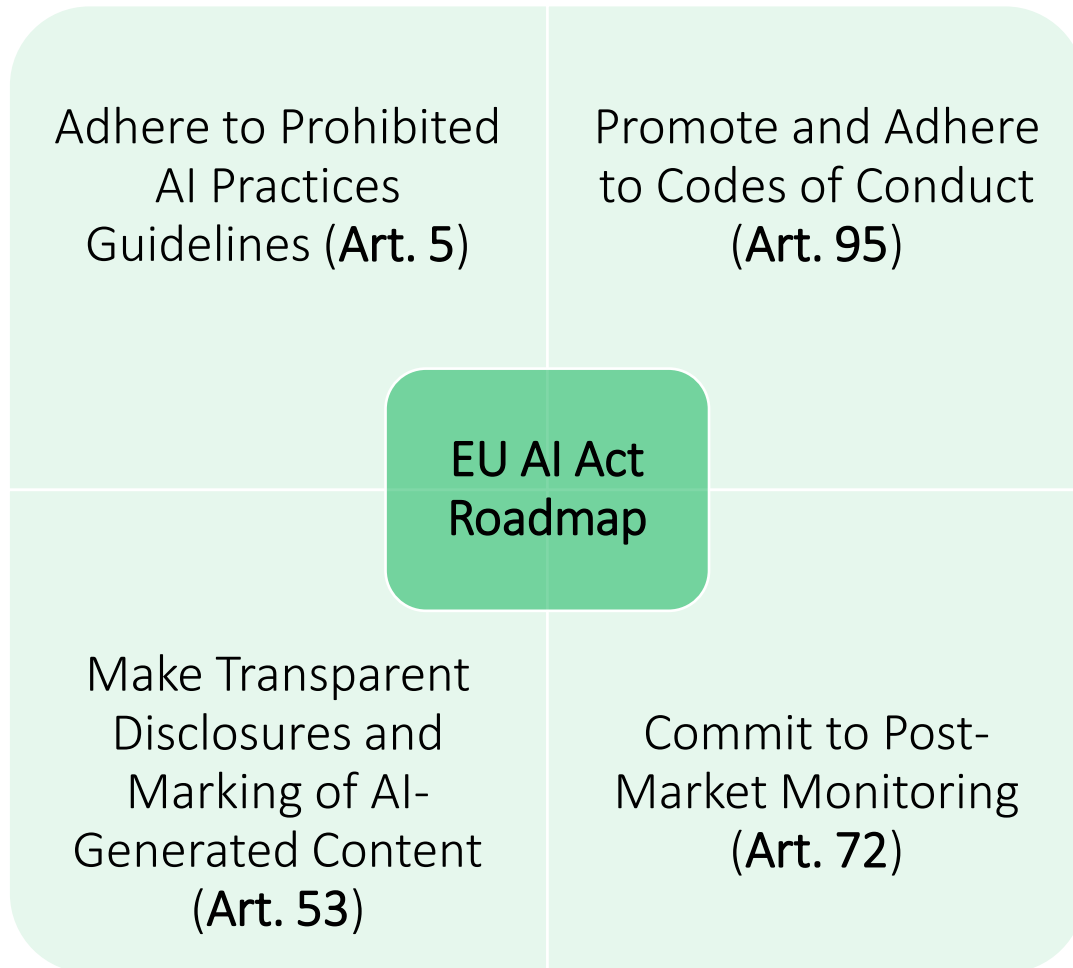 Adhere to Prohibited
AI Practices
Guidelines (Art. 5)
Promote and Adhere
to Codes of Conduct
(Art. 95)
EU AI Act
Roadmap
Make Transparent
Disclosures and
Marking of AI-
Generated Content
(Art. 53)
Commit to Post-
Market Monitoring
(Art. 72)